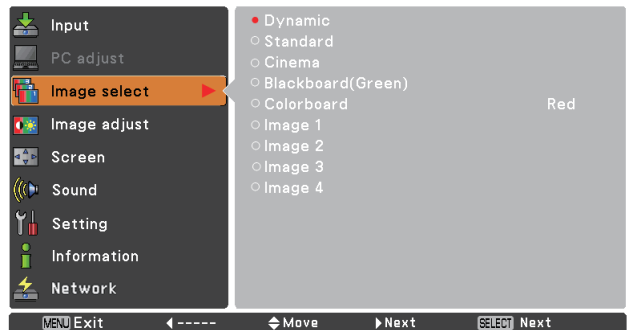 Input
PC adjust
Image select
Image adjust
Screen
Sound
Setting
Information
Network
Dynamic
Standard
Cinema
Blackboard(Green)
Colorboard Red
Image 1
Image 2
Image 3
Image 4
MENU Exit ----- Move Next SELECT Next